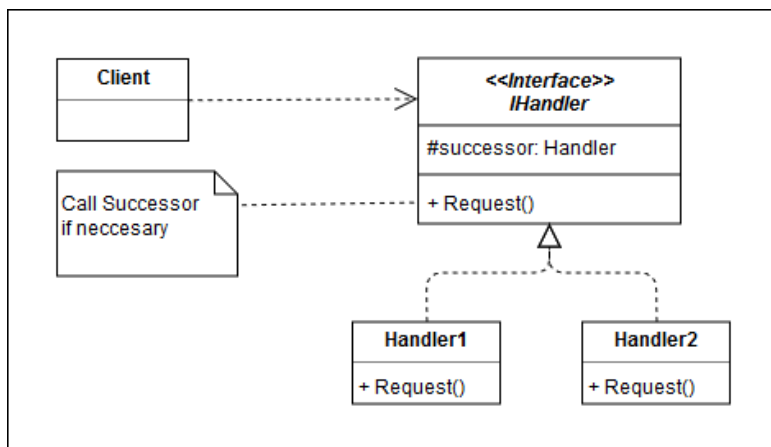 Client
<<Interface>>
IHandler
#successor: Handler
+ Request()
Call Successor
if neccesary
Handler1
+ Request()
Handler2
+ Request()